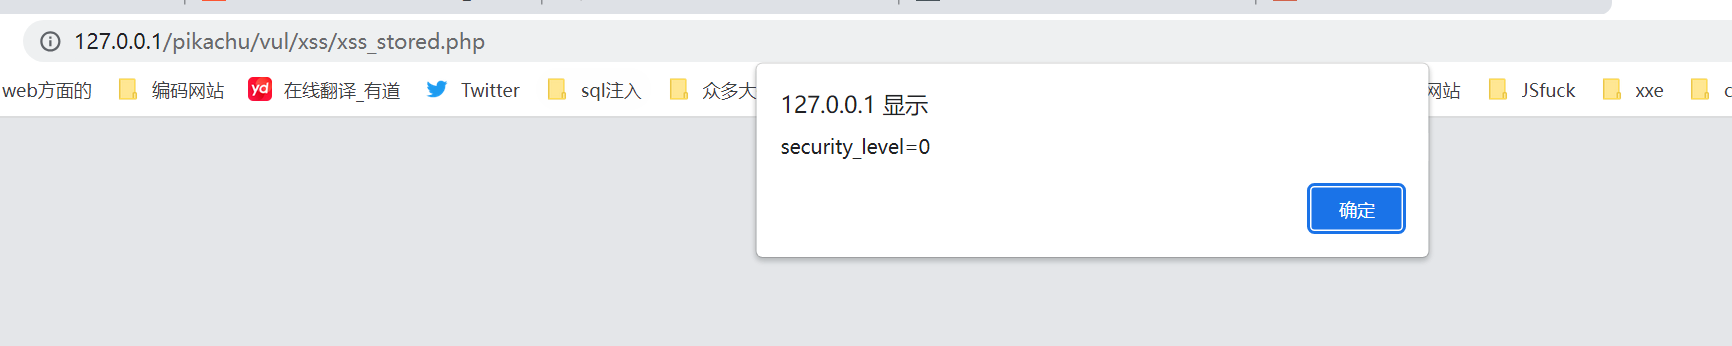 127.0.0.1/pikachu/vul/xss/xss_stored.php
web方面的 编码网站 yd 在线翻译_有道 Twitter sql注入 众多大 网站 JSfuck xxe
127.0.0.1 显示
security_level=0
确定